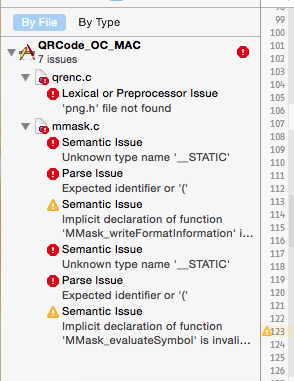 By File By Type
QRCode_OC_MAC
7 issues
qrenc.c
Lexical or Preprocessor Issue
'png.h' file not found
mmask.c
Semantic Issue
Unknown type name '__STATIC'
Parse Issue
Expected identifier or '('
Semantic Issue
Implicit declaration of function
'MMask_writeFormatInformation' i...
Semantic Issue
Unknown type name '__STATIC'
Parse Issue
Expected identifier or '('
Semantic Issue
Implicit declaration of function
'MMask_evaluateSymbol' is invali...
99
100
101
102
103
104
105
106
107
108
109
110
111
112
113
114
115
116
117
118
119
120
121
122
123
124
125
126
127